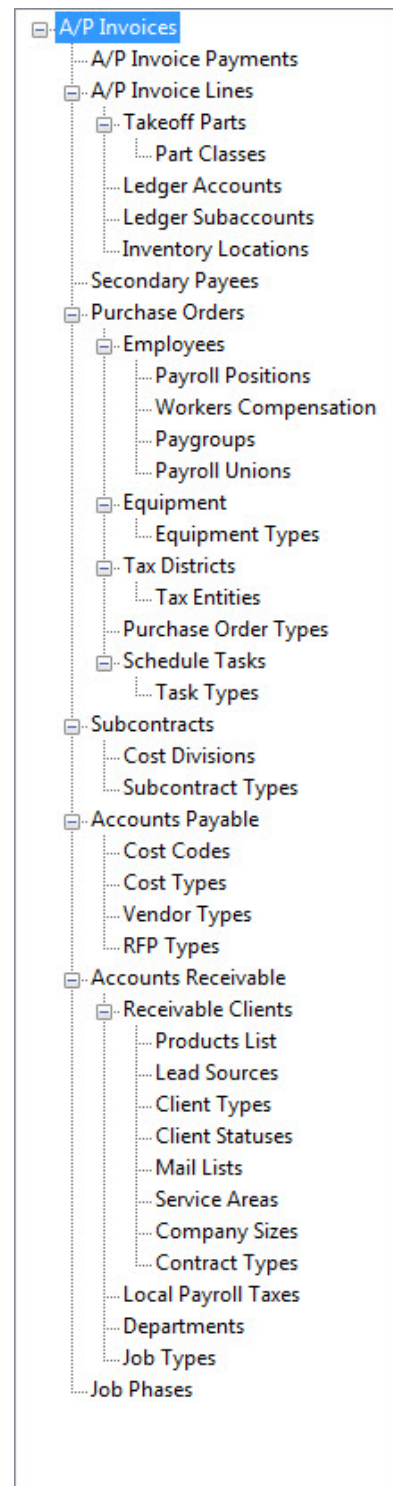 A/P Invoices
A/P Invoice Payments
A/P Invoice Lines
Takeoff Parts
Part Classes
Ledger Accounts
Ledger Subaccounts
Inventory Locations
Secondary Payees
Purchase Orders
Employees
Payroll Positions
Workers Compensation
Paygroups
Payroll Unions
Equipment
Equipment Types
Tax Districts
Tax Entities
Purchase Order Types
Schedule Tasks
Task Types
Subcontracts
Cost Divisions
Subcontract Types
Accounts Payable
Cost Codes
Cost Types
Vendor Types
RFP Types
Accounts Receivable
Receivable Clients
Products List
Lead Sources
Client Types
Client Statuses
Mail Lists
Service Areas
Company Sizes
Contract Types
Local Payroll Taxes
Departments
Job Types
Job Phases